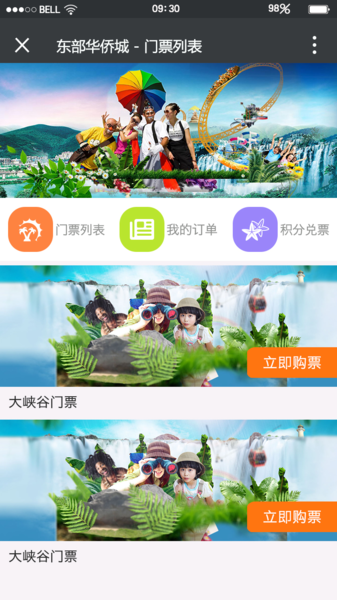 BELL 09:30 98%
东部华侨城 - 门票列表
门票列表 我的订单 积分兑票
立即购票
大峡谷门票
立即购票
大峡谷门票